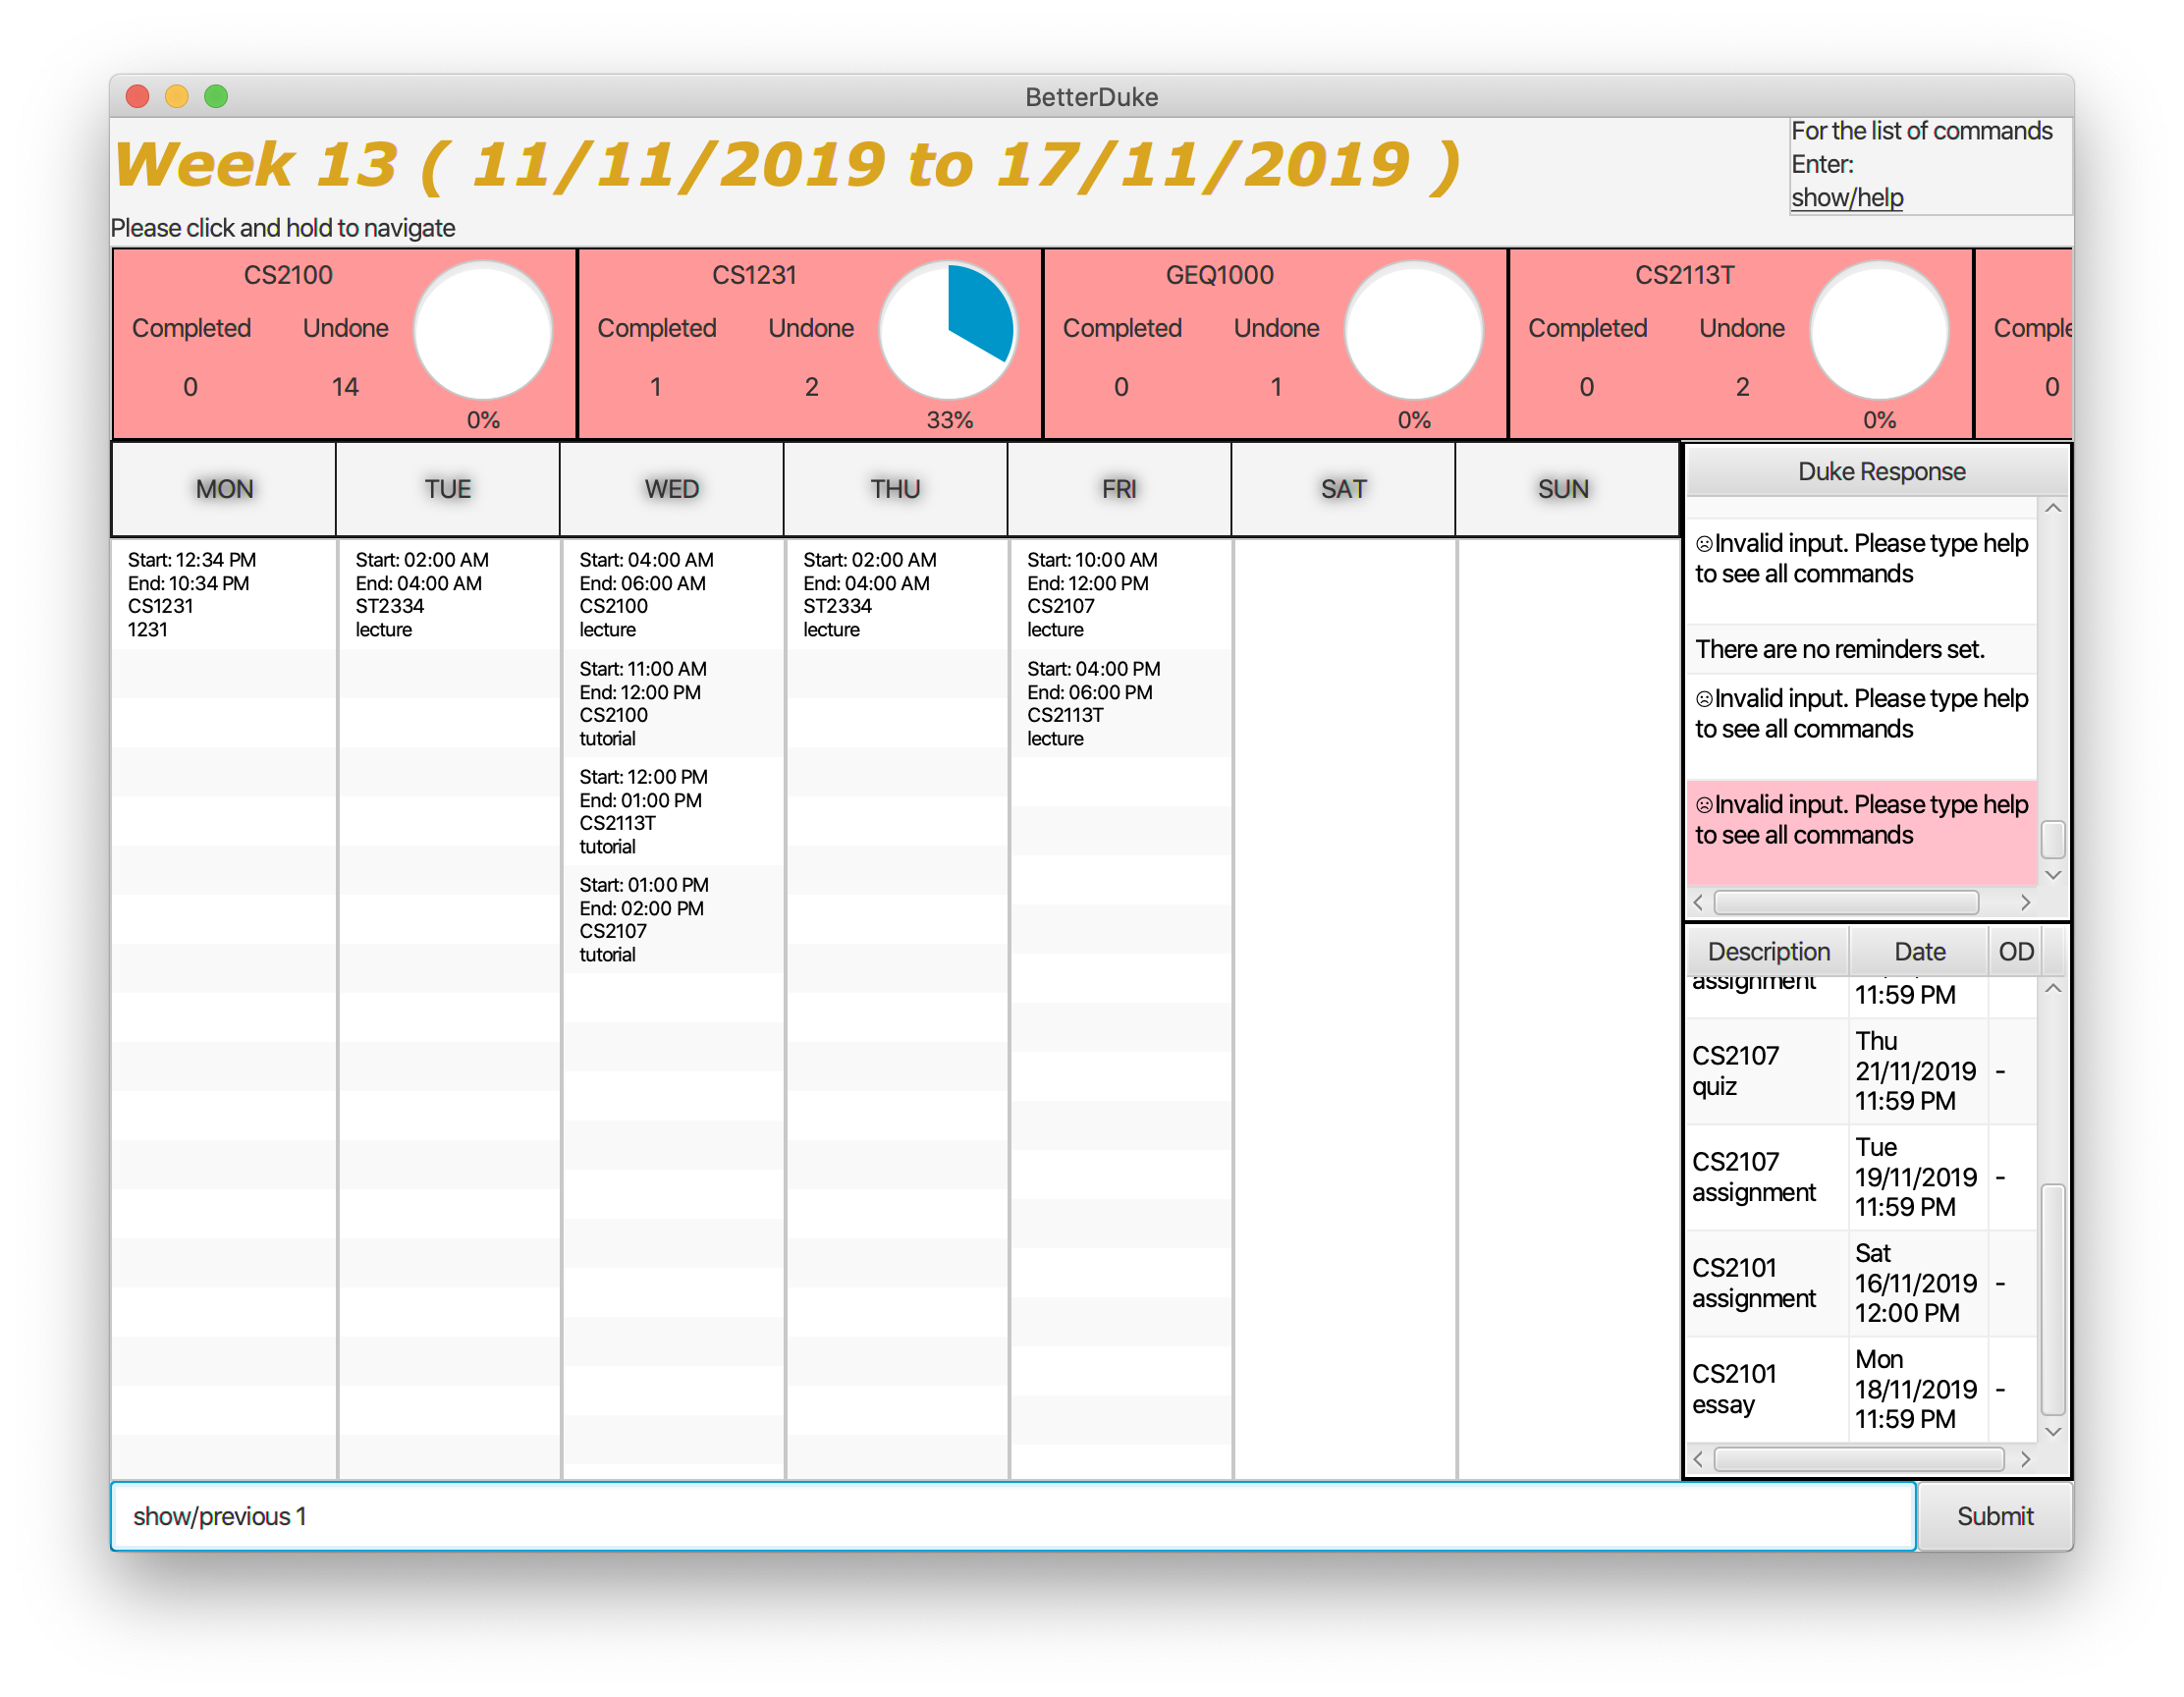 BetterDuke
Week 13 ( 11/11/2019 to 17/11/2019 )
For the list of commands
Enter:
show/help
Please click and hold to navigate
CS2100
Completed
Undone
0
14
0%
CS1231
Completed
Undone
1
2
33%
GEQ1000
Completed
Undone
0
1
0%
CS2113T
Completed
Undone
0
2
0%
Comple
0
MON
TUE
WED
THU
FRI
SAT
SUN
Start: 12:34 PM
End: 10:34 PM
CS1231
1231
Start: 02:00 AM
End: 04:00 AM
ST2334
lecture
Start: 04:00 AM
End: 06:00 AM
CS2100
lecture
Start: 11:00 AM
End: 12:00 PM
CS2100
tutorial
Start: 12:00 PM
End: 01:00 PM
CS2113T
tutorial
Start: 01:00 PM
End: 02:00 PM
CS2107
tutorial
Start: 02:00 AM
End: 04:00 AM
ST2334
lecture
Start: 10:00 AM
End: 12:00 PM
CS2107
lecture
Start: 04:00 PM
End: 06:00 PM
CS2113T
lecture
Duke Response
☹Invalid input. Please type help
to see all commands
There are no reminders set.
☹Invalid input. Please type help
to see all commands
☹Invalid input. Please type help
to see all commands
Description
Date
OD
assignment
11:59 PM
CS2107
quiz
Thu
21/11/2019
11:59 PM
-
CS2107
assignment
Tue
19/11/2019
11:59 PM
-
CS2101
assignment
Sat
16/11/2019
12:00 PM
-
CS2101
essay
Mon
18/11/2019
11:59 PM
-
show/previous 1
Submit